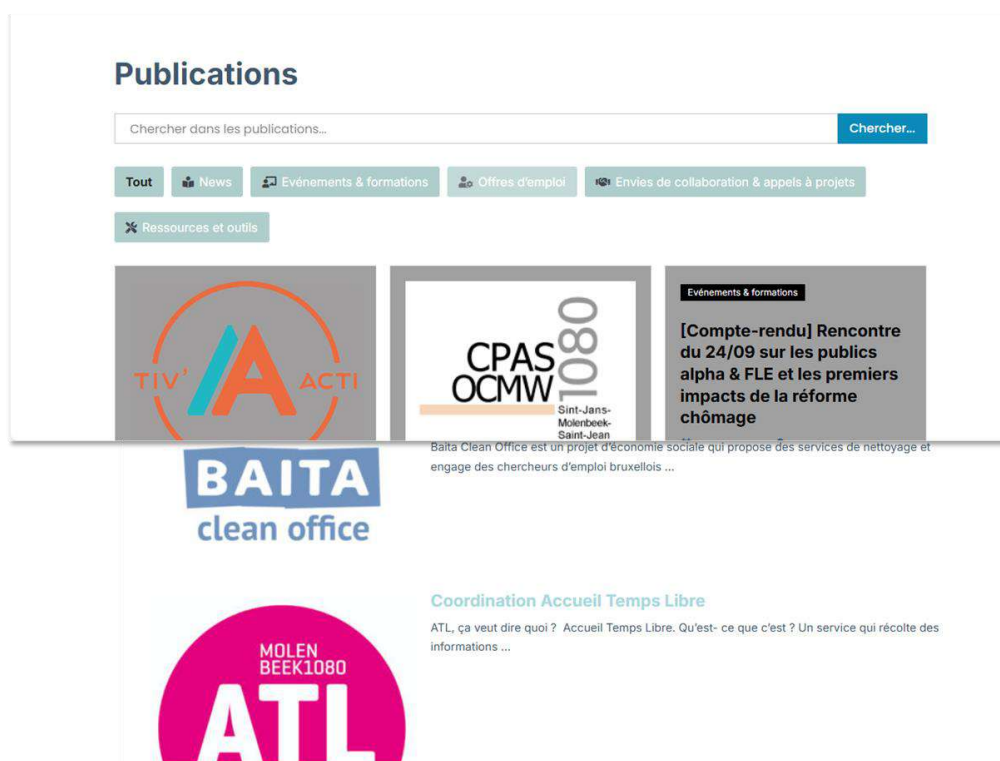 Publications
Chercher dans les publications...
Chercher...
Tout
News
Evénements & formations
Offres d'emploi
Envies de collaboration & appels à projets
Ressources et outils
TIV'
A
ACTI
CPAS
OCMW
1080
Sint-Jans-
Molenbeek-
Saint-Jean
Evénements & formations
[Compte-rendu] Rencontre
du 24/09 sur les publics
alpha & FLE et les premiers
impacts de la réforme
chômage
Baita Clean Office est un projet d'économie sociale qui propose des services de nettoyage et
engage des chercheurs d'emploi bruxellois ...
BAITA
clean office
Coordination Accueil Temps Libre
ATL, ça veut dire quoi ? Accueil Temps Libre. Qu'est- ce que c'est ? Un service qui récolte des
informations ...
MOLEN
BEEK1080
ATL